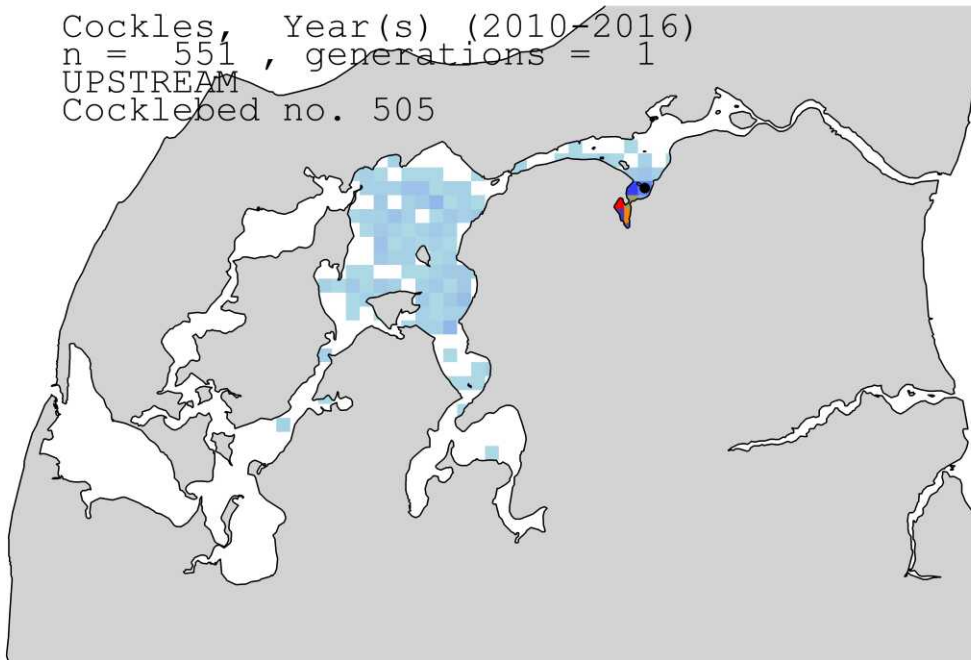 Cockles,  Year(s) (2010-2016)
n =  551 , generations =  1
UPSTREAM
Cocklebed no. 505